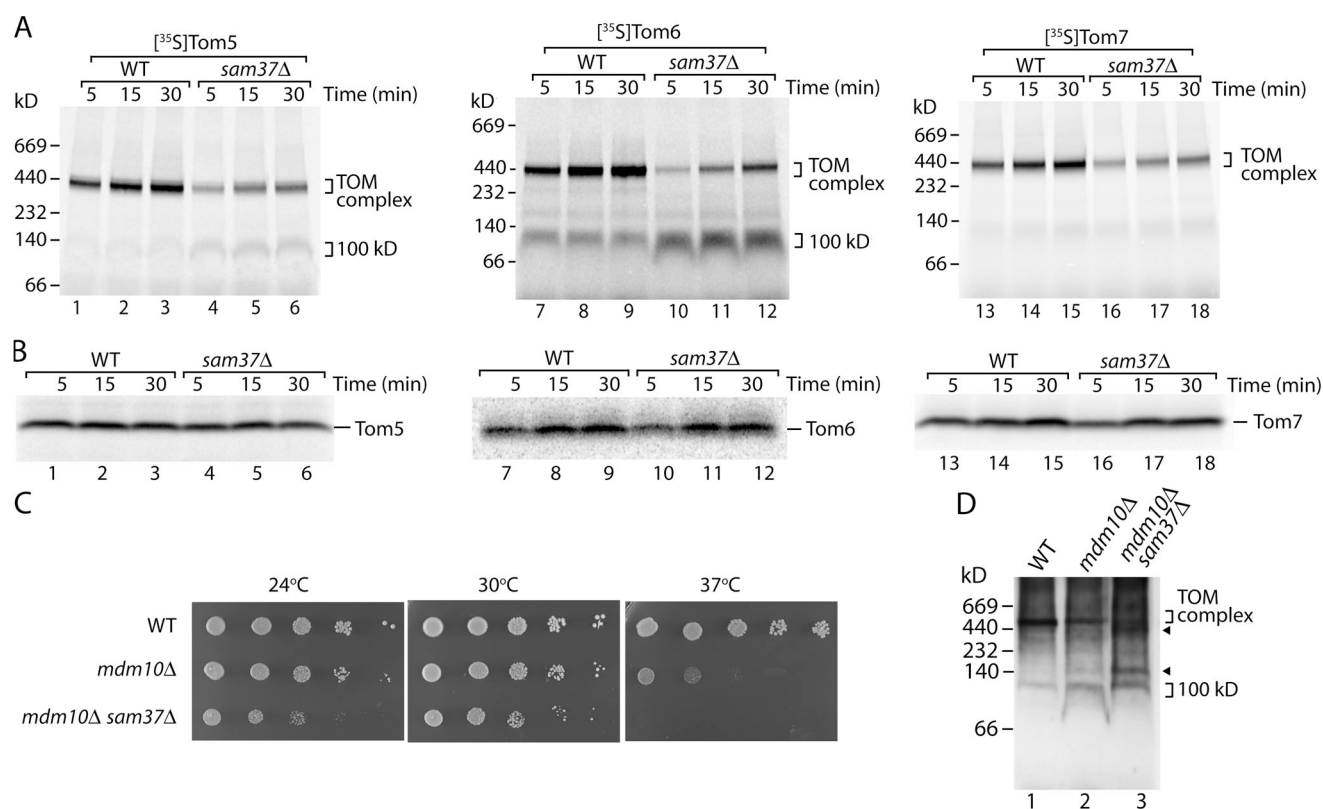 A
[³⁵S]Tom5
WT sam37Δ
kD 5 15 30 5 15 30 Time (min)
669
440
232
140
66
TOM
complex
100 kD
1 2 3 4 5 6
[³⁵S]Tom6
WT sam37Δ
kD 5 15 30 5 15 30 Time (min)
669
440
232
140
66
TOM
complex
100 kD
7 8 9 10 11 12
[³⁵S]Tom7
WT sam37Δ
kD 5 15 30 5 15 30 Time (min)
669
440
232
140
66
TOM
complex
13 14 15 16 17 18
B
WT sam37Δ
5 15 30 5 15 30 Time (min)
Tom5
1 2 3 4 5 6
WT sam37Δ
5 15 30 5 15 30 Time (min)
Tom6
7 8 9 10 11 12
WT sam37Δ
5 15 30 5 15 30 Time (min)
Tom7
13 14 15 16 17 18
C
24°C 30°C 37°C
WT
mdm10Δ
mdm10Δ sam37Δ
D
WT
mdm10Δ
mdm10Δ
sam37Δ
kD
669
440
232
140
66
TOM
complex
100 kD
1 2 3